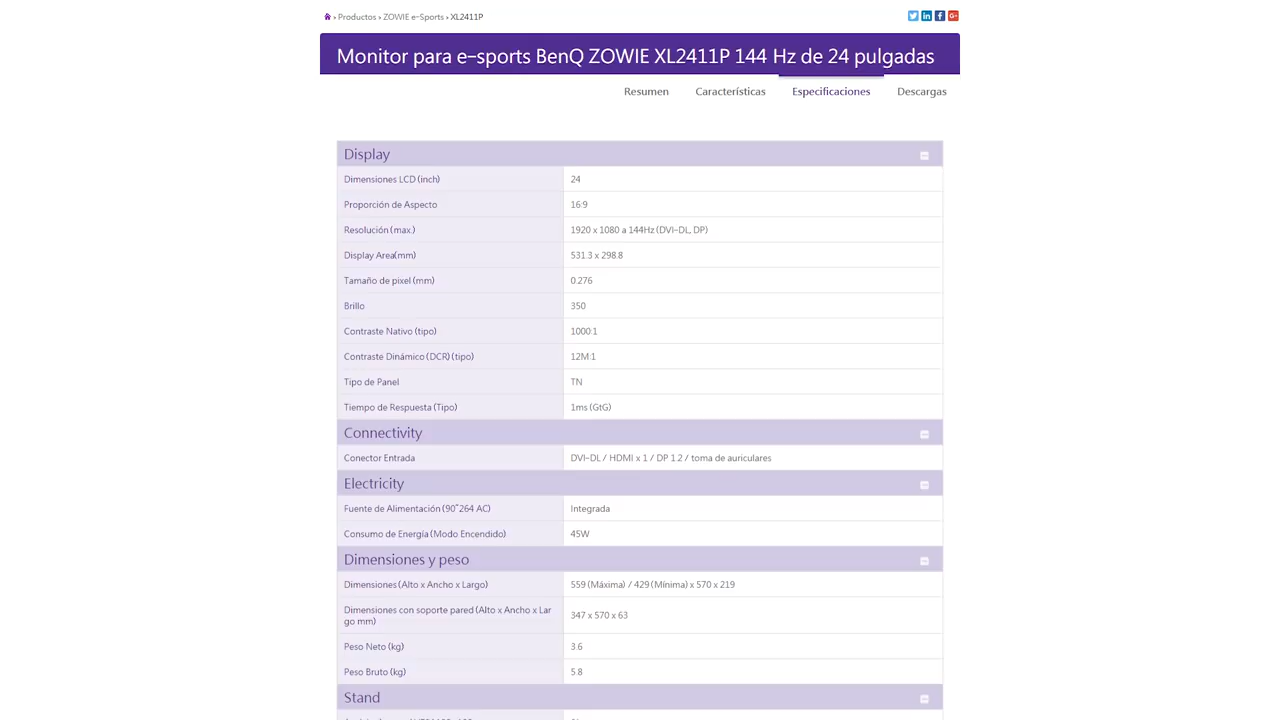 › Productos › ZOWIE e-Sports › XL2411P
Monitor para e-sports BenQ ZOWIE XL2411P 144 Hz de 24 pulgadas
Resumen Características Especificaciones Descargas
Display
Dimensiones LCD (inch) 24
Proporción de Aspecto 16:9
Resolución (max.) 1920 x 1080 a 144Hz (DVI-DL, DP)
Display Area(mm) 531.3 x 298.8
Tamaño de pixel (mm) 0.276
Brillo 350
Contraste Nativo (tipo) 1000:1
Contraste Dinámico (DCR) (tipo) 12M:1
Tipo de Panel TN
Tiempo de Respuesta (Tipo) 1ms (GtG)
Connectivity
Conector Entrada DVI-DL / HDMI x 1 / DP 1.2 / toma de auriculares
Electricity
Fuente de Alimentación (90~264 AC) Integrada
Consumo de Energía (Modo Encendido) 45W
Dimensiones y peso
Dimensiones (Alto x Ancho x Largo) 559 (Máxima) / 429 (Mínima) x 570 x 219
Dimensiones con soporte pared (Alto x Ancho x Lar
go mm) 347 x 570 x 63
Peso Neto (kg) 3.6
Peso Bruto (kg) 5.8
Stand